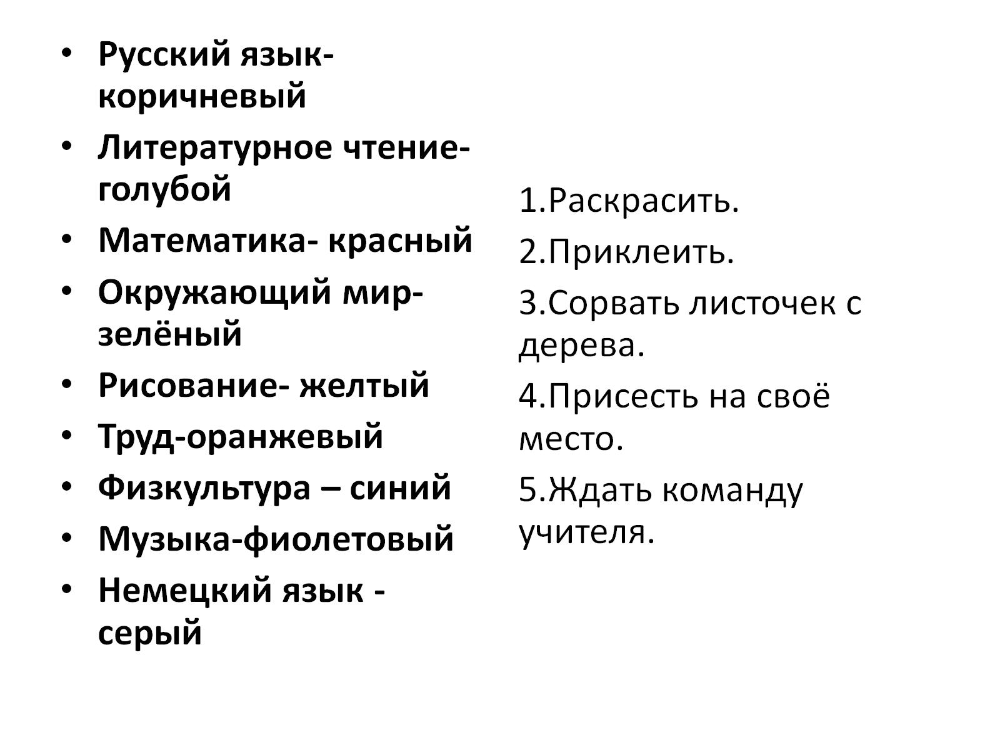 • Русский язык-
коричневый
• Литературное чтение-
голубой
• Математика- красный
• Окружающий мир-
зелёный
• Рисование- желтый
• Труд-оранжевый
• Физкультура – синий
• Музыка-фиолетовый
• Немецкий язык -
серый
1.Раскрасить.
2.Приклеить.
3.Сорвать листочек с
дерева.
4.Присесть на своё
место.
5.Ждать команду
учителя.